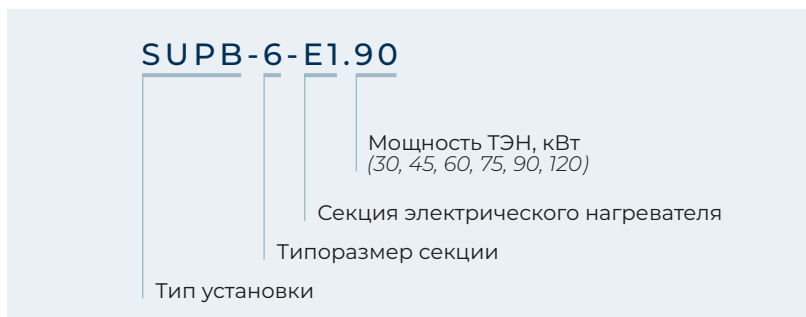 SUPB-6-E1.90
Мощность ТЭН, кВт
(30, 45, 60, 75, 90, 120)
Секция электрического нагревателя
Типоразмер секции
Тип установки